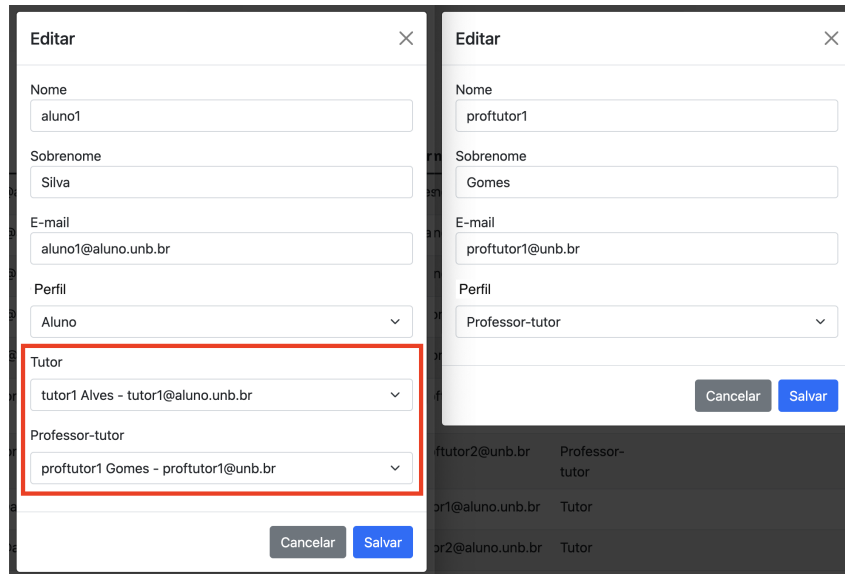 Editar
Nome
aluno1
Sobrenome
Silva
E-mail
aluno1@aluno.unb.br
Perfil
Aluno
Tutor
tutor1 Alves - tutor1@aluno.unb.br
Professor-tutor
proftutor1 Gomes - proftutor1@unb.br
Cancelar
Salvar
Editar
Nome
proftutor1
Sobrenome
Gomes
E-mail
proftutor1@unb.br
Perfil
Professor-tutor
Cancelar
Salvar
ftutor2@unb.br
Professor-
tutor
or1@aluno.unb.br
Tutor
or2@aluno.unb.br
Tutor